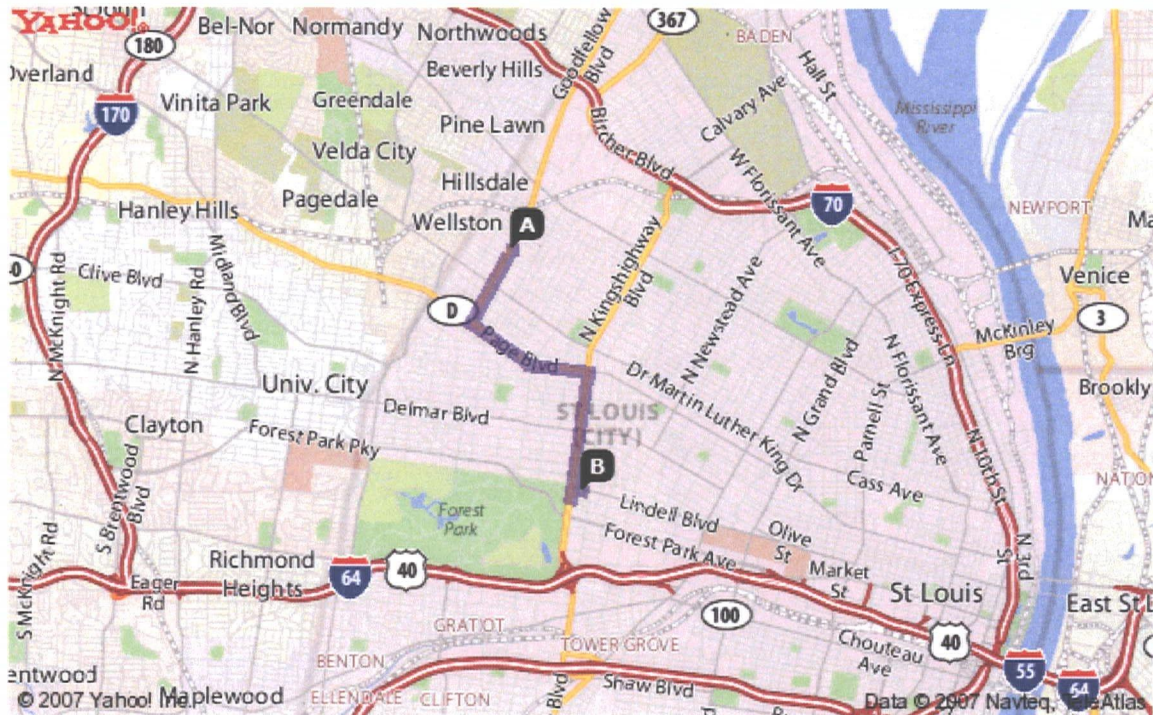 YAHOO!
180
Bel-Nor
Normandy
Northwoods
Goodfellow
Blvd
367
BADEN
Hall St
Overland
170
Vinita Park
Greendale
Beverly Hills
Pine Lawn
Velda City
Bircher Blvd
Calvary Ave
W Florissant Ave
Mississippi
River
Hillsdale
Pagedale
Hanley Hills
Wellston
A
70
NEWPORT
Ma
Clive Blvd
Midland Blvd
N Hanley Rd
N McKnight Rd
D
Page Blvd
N Kingshighway
Blvd
N Newstead Ave
I-70 Express Ln
Venice
3
McKinley
Brg
Univ. City
Delmar Blvd
Dr Martin Luther King Dr
N Grand Blvd
Parnell St
N Florissant Ave
Brooklyn
ST LOUIS
(CITY)
Clayton
Forest Park Pky
B
Cass Ave
N 10th St
NATION
S Brentwood
Blvd
Forest
Park
Lindell Blvd
Olive
St
Forest Park Ave
Market
St
N 3rd
St
S McKnight Rd
Eager
Rd
Richmond
Heights
64
40
100
St Louis
East St L
GRATIOT
TOWER GROVE
Chouteau
Ave
40
55
64
BENTON
entwood
Maplewood
ELLENDALE
CLIFTON
Blvd
Shaw Blvd
© 2007 Yahoo! Inc.
Data © 2007 Navteq, TeleAtlas